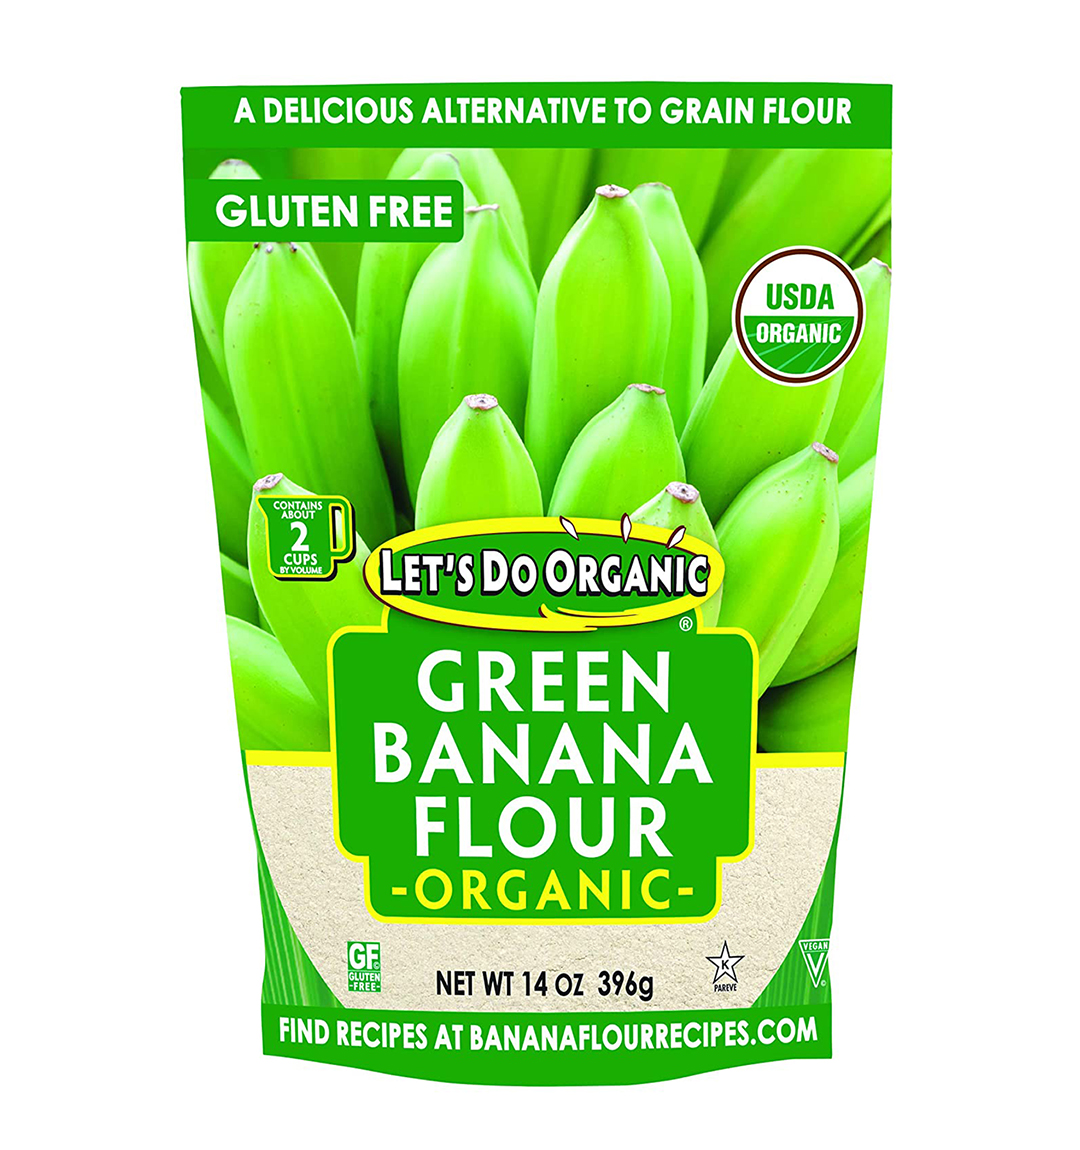 A DELICIOUS ALTERNATIVE TO GRAIN FLOUR
GLUTEN FREE
USDA
ORGANIC
CONTAINS
ABOUT
2
CUPS
BY VOLUME
LET'S DO ORGANIC
®
GREEN
BANANA
FLOUR
-ORGANIC-
GF
GLUTEN
-FREE-
NET WT 14 OZ 396g
K
PAREVE
VEGAN
V
FIND RECIPES AT BANANAFLOURRECIPES.COM